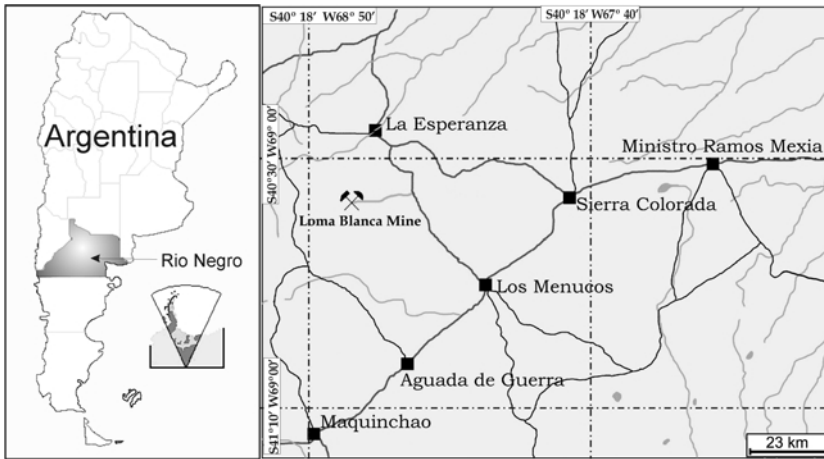 Argentina
Rio Negro
S40° 18' W68° 50'
S40° 18' W67° 40'
S40°30' W69° 00'
La Esperanza
Ministro Ramos Mexia
Loma Blanca Mine
Sierra Colorada
Los Menucos
Aguada de Guerra
S41°10' W69°00'
Maquinchao
23 km